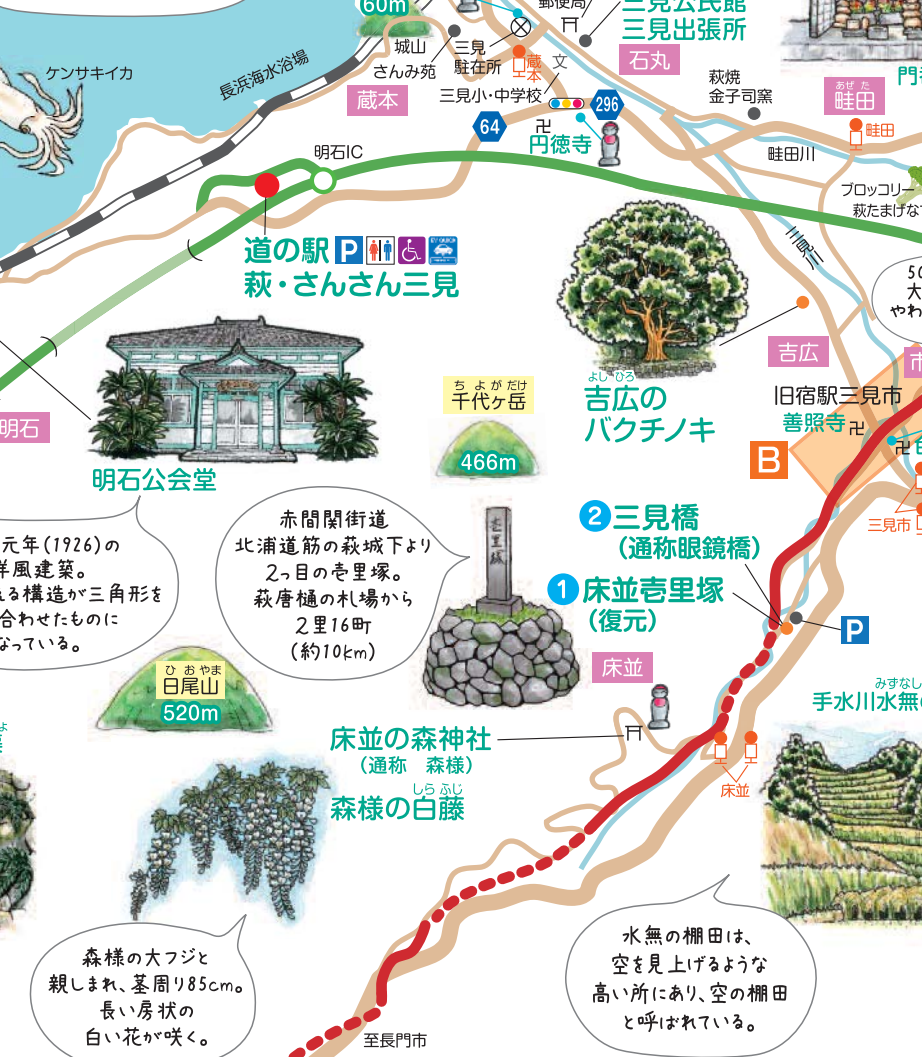 60m
郵便局
三見公民館
三見出張所
城山
さんみ苑
三見
駐在所
蔵本
文
石丸
ケンサキイカ
長浜海水浴場
蔵本
三見小・中学校
296
64
卍
円徳寺
萩焼
金子司窯
あぜ た
畦田
畦田
畦田川
明石IC
ブロッコリー
萩たまげな
道の駅 P
萩・さんさん三見
三見川
大
やわ
吉広
よし ひろ
吉広の
バクチノキ
旧宿駅三見市
善照寺
卍
卍
B
三見市
明石
明石公会堂
ち よ が だけ
千代ヶ岳
466m
元年(1926)の
洋風建築。
る構造が三角形を
合わせたものに
なっている。
赤間関街道
北浦道筋の萩城下より
2っ目の壱里塚。
萩唐樋の札場から
2里16町
(約10km)
壱里塚
2 三見橋
(通称眼鏡橋)
1 床並壱里塚
(復元)
P
床並
ひ お やま
日尾山
520m
みずなし
手水川水無
床並の森神社
(通称 森様)
しら ふじ
森様の白藤
床並
森様の大フジと
親しまれ、茎周り85cm。
長い房状の
白い花が咲く。
水無の棚田は、
空を見上げるような
高い所にあり、空の棚田
と呼ばれている。
至長門市